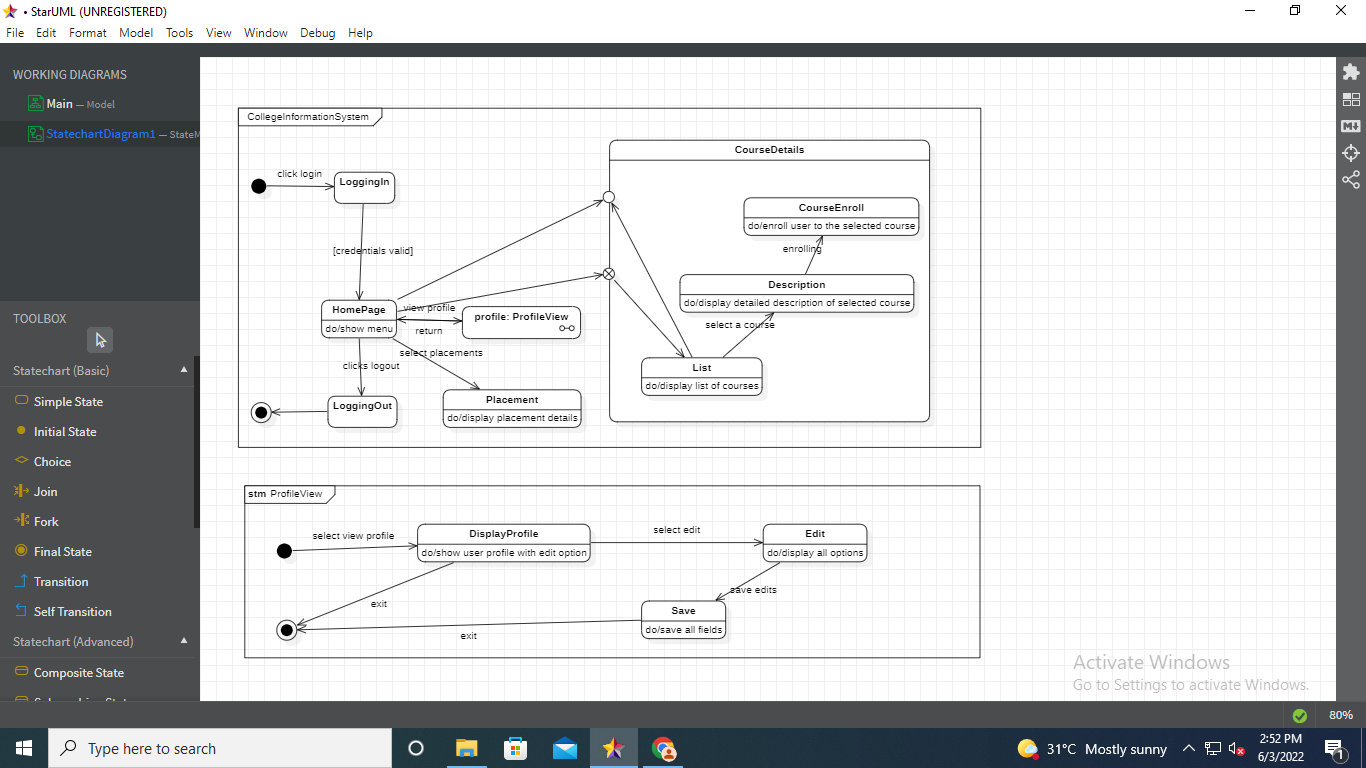 • StarUML (UNREGISTERED)
File Edit Format Model Tools View Window Debug Help
WORKING DIAGRAMS
Main — Model
StatechartDiagram1 — StateM
TOOLBOX
Statechart (Basic)
Simple State
Initial State
Choice
Join
Fork
Final State
Transition
Self Transition
Statechart (Advanced)
Composite State
CollegeInformationSystem
click login
LoggingIn
[credentials valid]
HomePage
do/show menu
view profile
return
profile: ProfileView
select placements
clicks logout
LoggingOut
Placement
do/display placement details
CourseDetails
CourseEnroll
do/enroll user to the selected course
enrolling
Description
do/display detailed description of selected course
select a course
List
do/display list of courses
stm ProfileView
select view profile
DisplayProfile
do/show user profile with edit option
select edit
Edit
do/display all options
save edits
exit
Save
do/save all fields
exit
M
Activate Windows
Go to Settings to activate Windows.
80%
Type here to search
31°C Mostly sunny
2:52 PM
6/3/2022
1